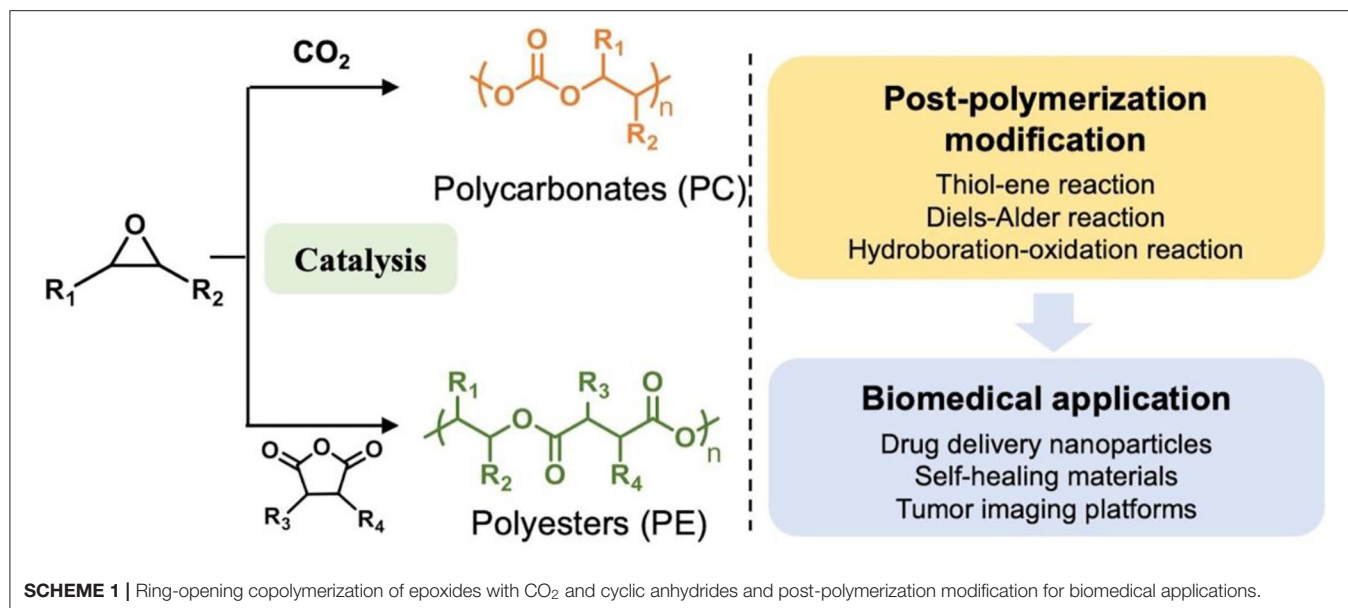 CO₂
O
R₁
O
O
n
R₂
Polycarbonates (PC)
O
R₁
R₂
Catalysis
R₁
O
R₃
O
O
n
R₂
O
R₄
Polyesters (PE)
O
O
O
R₃
R₄
Post-polymerization
modification
Thiol-ene reaction
Diels-Alder reaction
Hydroboration-oxidation reaction
Biomedical application
Drug delivery nanoparticles
Self-healing materials
Tumor imaging platforms
SCHEME 1 | Ring-opening copolymerization of epoxides with CO₂ and cyclic anhydrides and post-polymerization modification for biomedical applications.